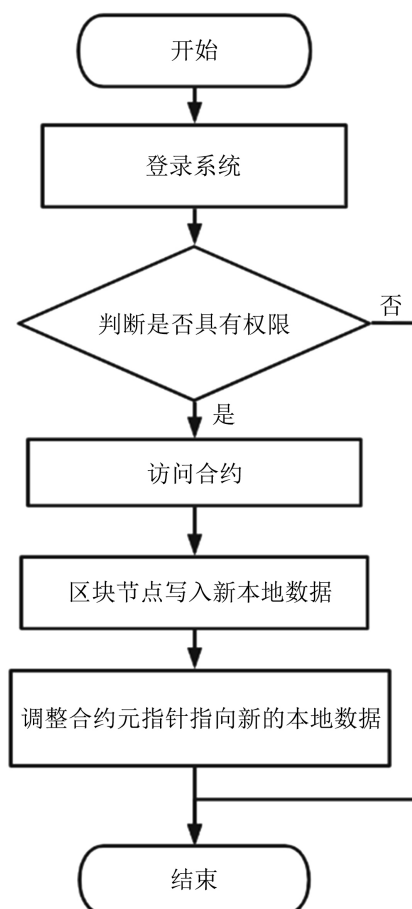 开始
登录系统
判断是否具有权限
否
是
访问合约
区块节点写入新本地数据
调整合约元指针指向新的本地数据
结束